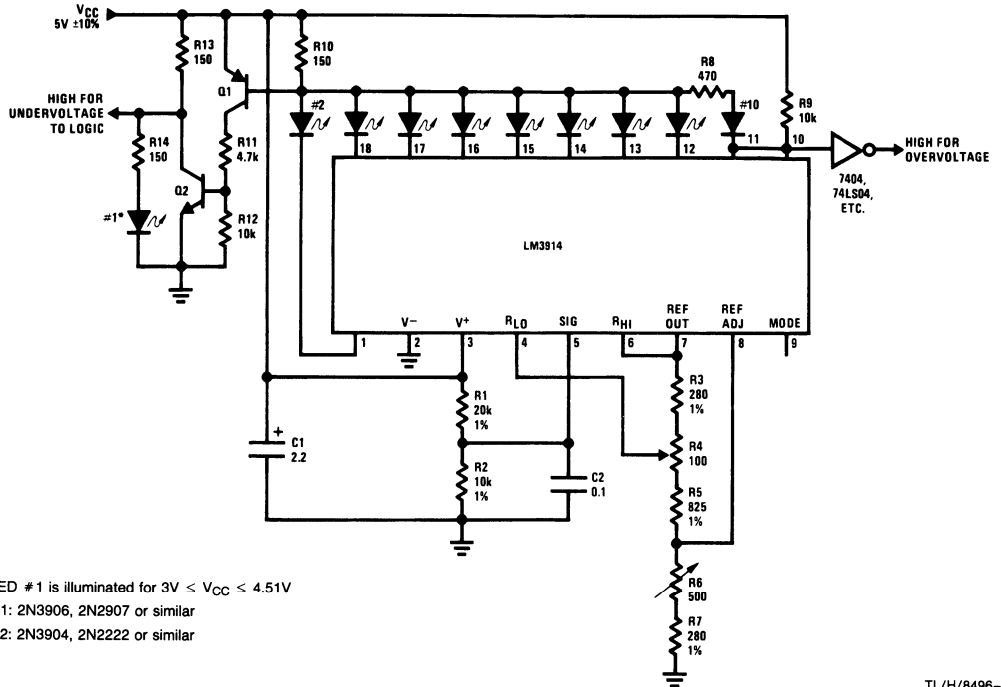 VCC
5V ±10%
R13
150
R10
150
R8
470
Q1
#2
#10
R9
10k
HIGH FOR
UNDERVOLTAGE
TO LOGIC
R14
150
R11
4.7k
18
17
16
15
14
13
12
11
10
HIGH FOR
OVERVOLTAGE
7404,
74LS04,
ETC.
Q2
#1*
R12
10k
LM3914
V−
V+
RLO
SIG
RHI
REF
OUT
REF
ADJ
MODE
1
2
3
4
5
6
7
8
9
R1
20k
1%
R3
280
1%
+
C1
2.2
R4
100
R2
10k
1%
C2
0.1
R5
825
1%
R6
500
R7
280
1%
ED #1 is illuminated for 3V ≤ VCC ≤ 4.51V
1: 2N3906, 2N2907 or similar
2: 2N3904, 2N2222 or similar
TL/H/8496–